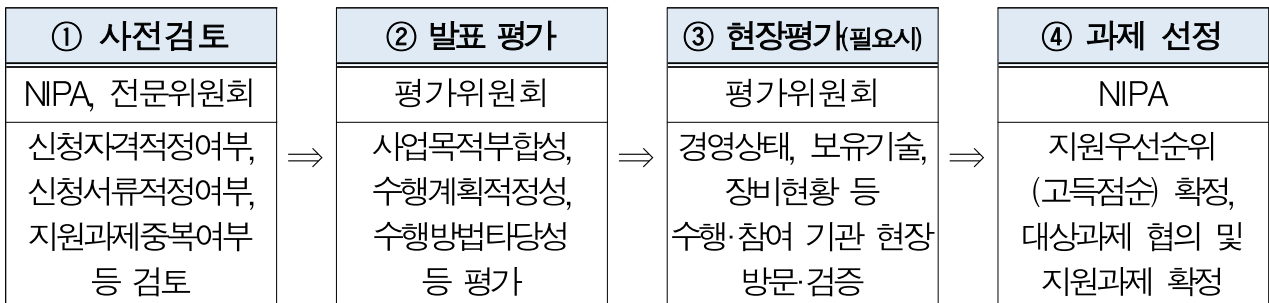 ① 사전검토
NIPA, 전문위원회
신청자격적정여부,
신청서류적정여부,
지원과제중복여부
등 검토
⇒
② 발표 평가
평가위원회
사업목적부합성,
수행계획적정성,
수행방법타당성
등 평가
⇒
③ 현장평가(필요시)
평가위원회
경영상태, 보유기술,
장비현황 등
수행·참여 기관 현장
방문·검증
⇒
④ 과제 선정
NIPA
지원우선순위
(고득점순) 확정,
대상과제 협의 및
지원과제 확정